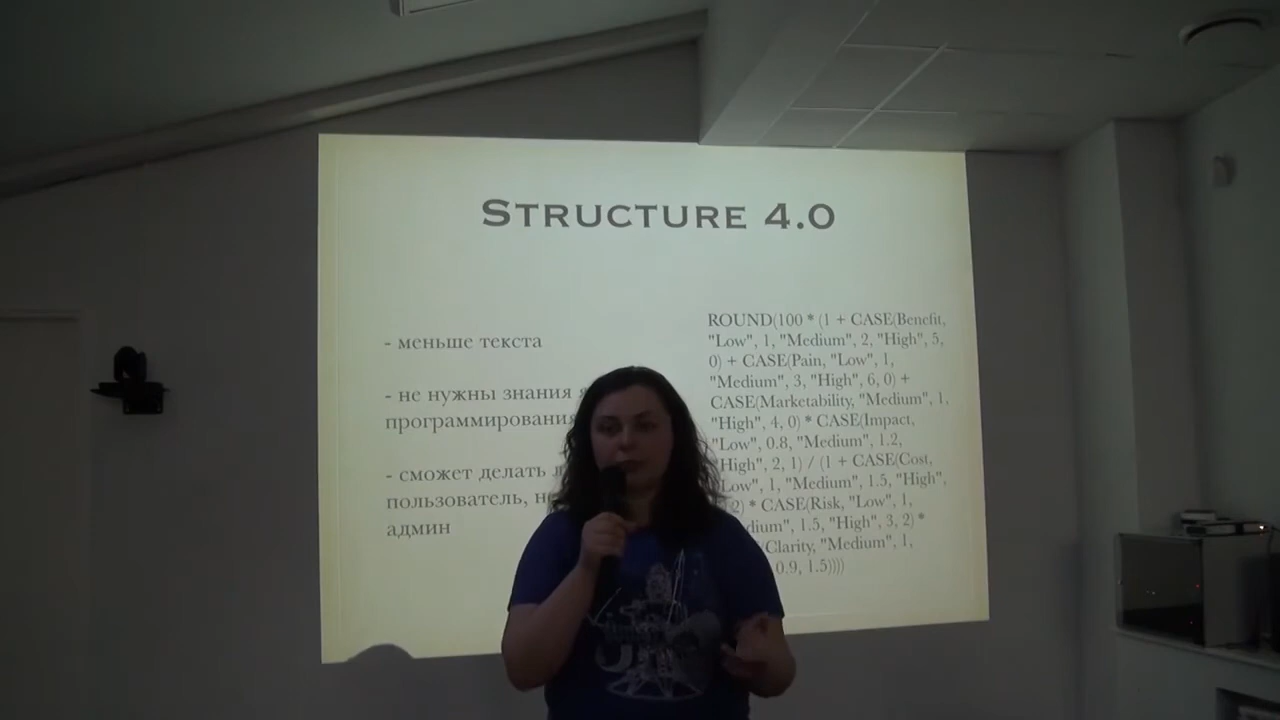 STRUCTURE 4.0
- меньше текста
- не нужны знания
программирования
- сможет делать
пользователь,
админ
ROUND(100 * (1 + CASE(Benefit,
"Low", 1, "Medium", 2, "High", 5,
0) + CASE(Pain, "Low", 1,
"Medium", 3, "High", 6, 0) +
CASE(Marketability, "Medium", 1,
"High", 4, 0) * CASE(Impact,
"Low", 0.8, "Medium", 1.2,
"High", 2, 1) / (1 + CASE(Cost,
"Low", 1, "Medium", 1.5, "High",
2) * CASE(Risk, "Low", 1,
1.5, "High", 3, 2) *
"Medium", 1,
0.9, 1.5))))